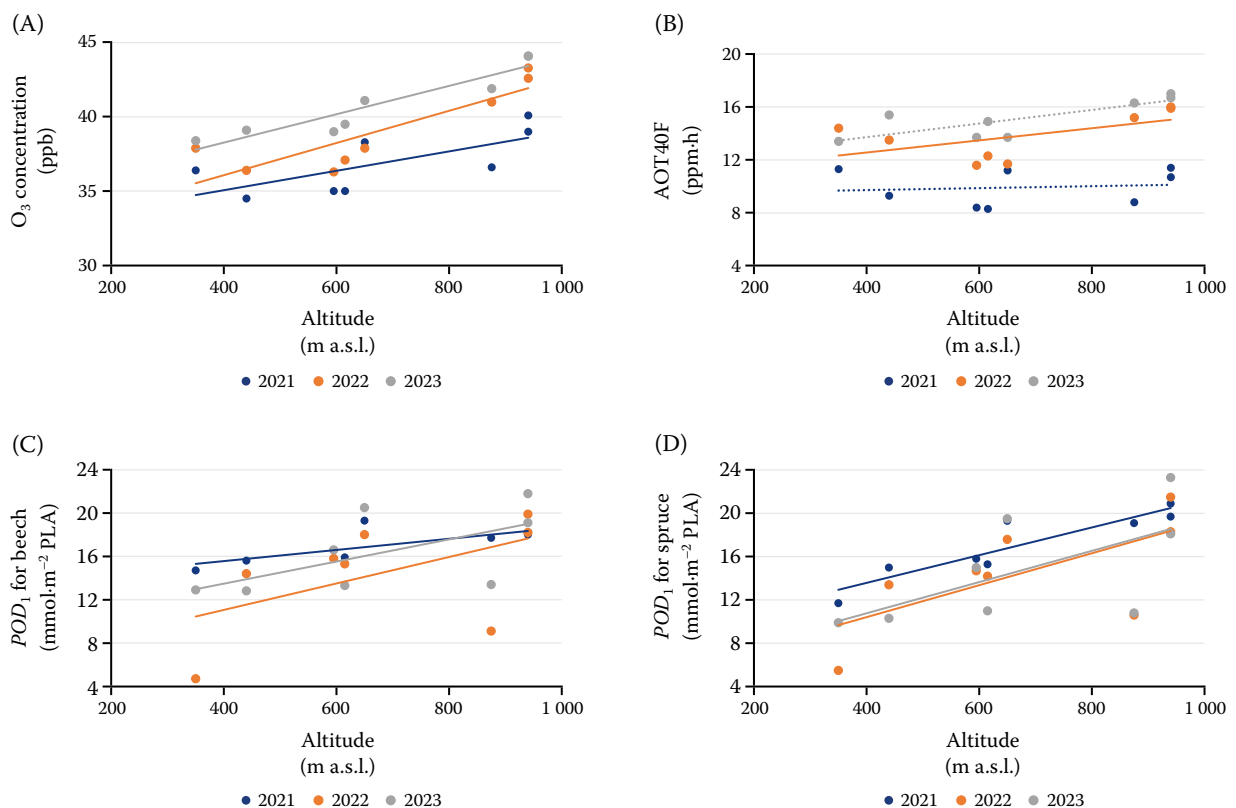 (A)
O₃ concentration
(ppb)
45
40
35
30
200
400
600
800
1 000
Altitude
(m a.s.l.)
2021 2022 2023
(B)
AOT40F
(ppm·h)
20
16
12
8
4
200
400
600
800
1 000
Altitude
(m a.s.l.)
2021 2022 2023
(C)
POD₁ for beech
(mmol·m⁻² PLA)
24
20
16
12
8
4
200
400
600
800
1 000
Altitude
(m a.s.l.)
2021 2022 2023
(D)
POD₁ for spruce
(mmol·m⁻² PLA)
24
20
16
12
8
4
200
400
600
800
1 000
Altitude
(m a.s.l.)
2021 2022 2023